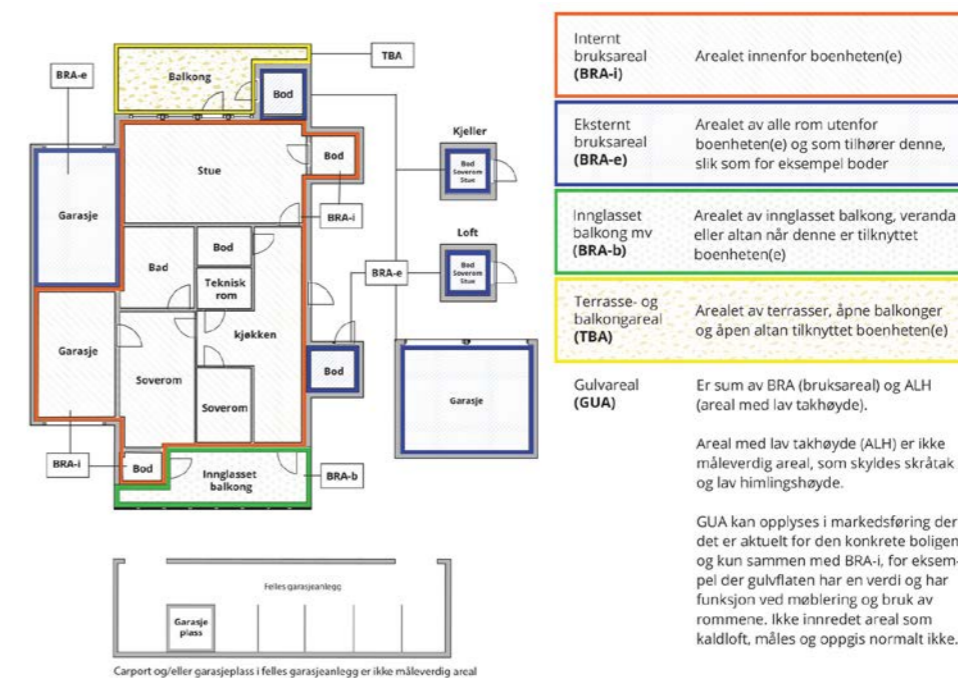 TBA
BRA-e
Balkong
Bod
Kjeller
Bod
Soverom
Stue
Stue
Bod
BRA-i
Garasje
Bod
Bad
Loft
Teknisk
rom
BRA-e
Bod
Soverom
Stue
kjøkken
Garasje
Soverom
Bod
Soverom
Garasje
BRA-i
Bod
Innglasset
balkong
BRA-b
Felles garasjeanlegg
Garasje
plass
Carport og/eller garasjeplass i felles garasjeanlegg er ikke måleverdig areal
Internt
bruksareal
(BRA-i)
Arealet innenfor boenheten(e)
Eksternt
bruksareal
(BRA-e)
Arealet av alle rom utenfor
boenheten(e) og som tilhører denne,
slik som for eksempel boder
Innglasset
balkong mv
(BRA-b)
Arealet av innglasset balkong, veranda
eller altan når denne er tilknyttet
boenheten(e)
Terrasse- og
balkongareal
(TBA)
Arealet av terrasser, åpne balkonger
og åpen altan tilknyttet boenheten(e)
Gulvareal
(GUA)
Er sum av BRA (bruksareal) og ALH
(areal med lav takhøyde).
Areal med lav takhøyde (ALH) er ikke
måleverdig areal, som skyldes skråtak
og lav himlingshøyde.
GUA kan opplyses i markedsføring der
det er aktuelt for den konkrete boligen
og kun sammen med BRA-i, for eksem-
pel der gulvflaten har en verdi og har
funksjon ved møblering og bruk av
rommene. Ikke innredet areal som
kaldloft, måles og oppgis normalt ikke.